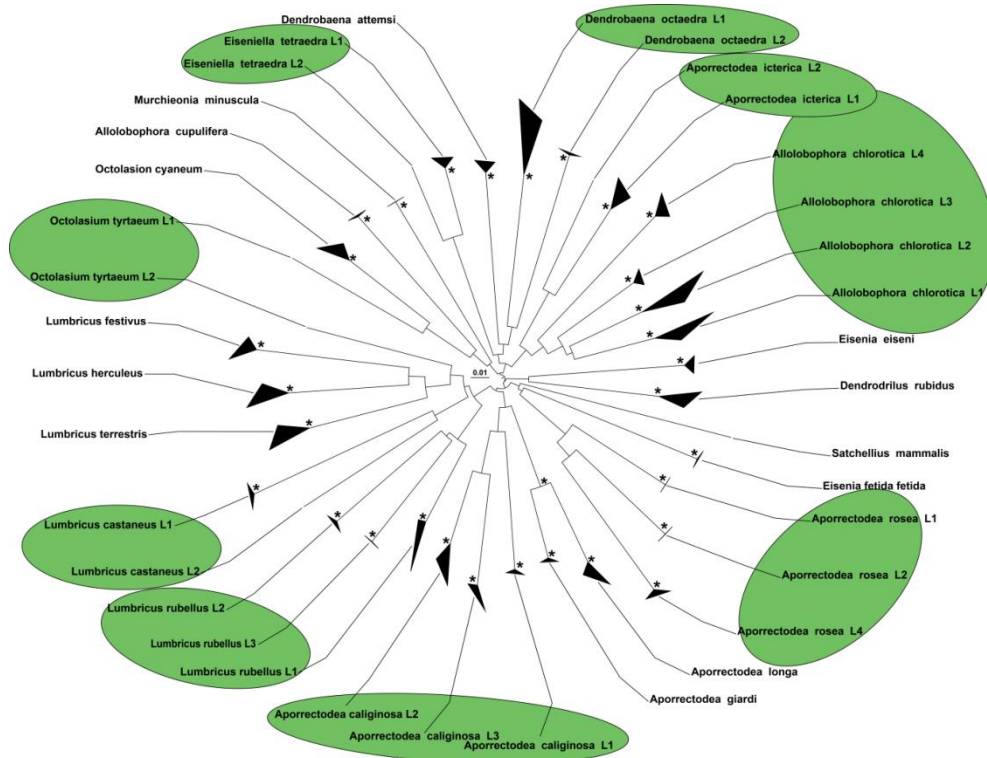 Dendrobaena attemsi
Dendrobaena octaedra L1
Eiseniella tetraedra L1
Dendrobaena octaedra L2
Eiseniella tetraedra L2
Aporrectodea icterica L2
Murchieonia minuscula
Aporrectodea icterica L1
Allolobophora cupulifera
Allolobophora chlorotica L4
Octolasion cyaneum
Allolobophora chlorotica L3
Octolasium tyrtaeum L1
Allolobophora chlorotica L2
Octolasium tyrtaeum L2
Allolobophora chlorotica L1
Lumbricus festivus
Eisenia eiseni
Lumbricus herculeus
0.01
Dendrodrilus rubidus
Lumbricus terrestris
Satchellius mammalis
Eisenia fetida fetida
Lumbricus castaneus L1
Aporrectodea rosea L1
Lumbricus castaneus L2
Aporrectodea rosea L2
Lumbricus rubellus L2
Aporrectodea rosea L4
Lumbricus rubellus L3
Lumbricus rubellus L1
Aporrectodea longa
Aporrectodea giardi
Aporrectodea caliginosa L2
Aporrectodea caliginosa L3
Aporrectodea caliginosa L1